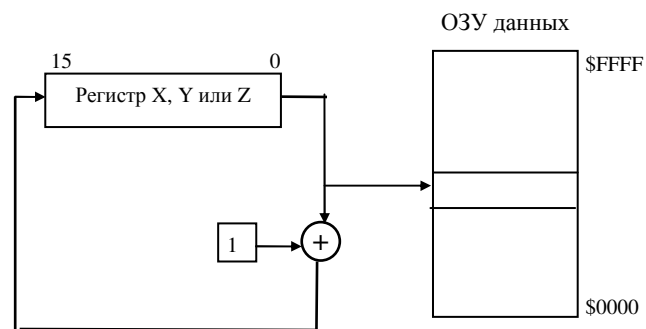 ОЗУ данных
15 0
$FFFF
Регистр X, Y или Z
1
+
$0000